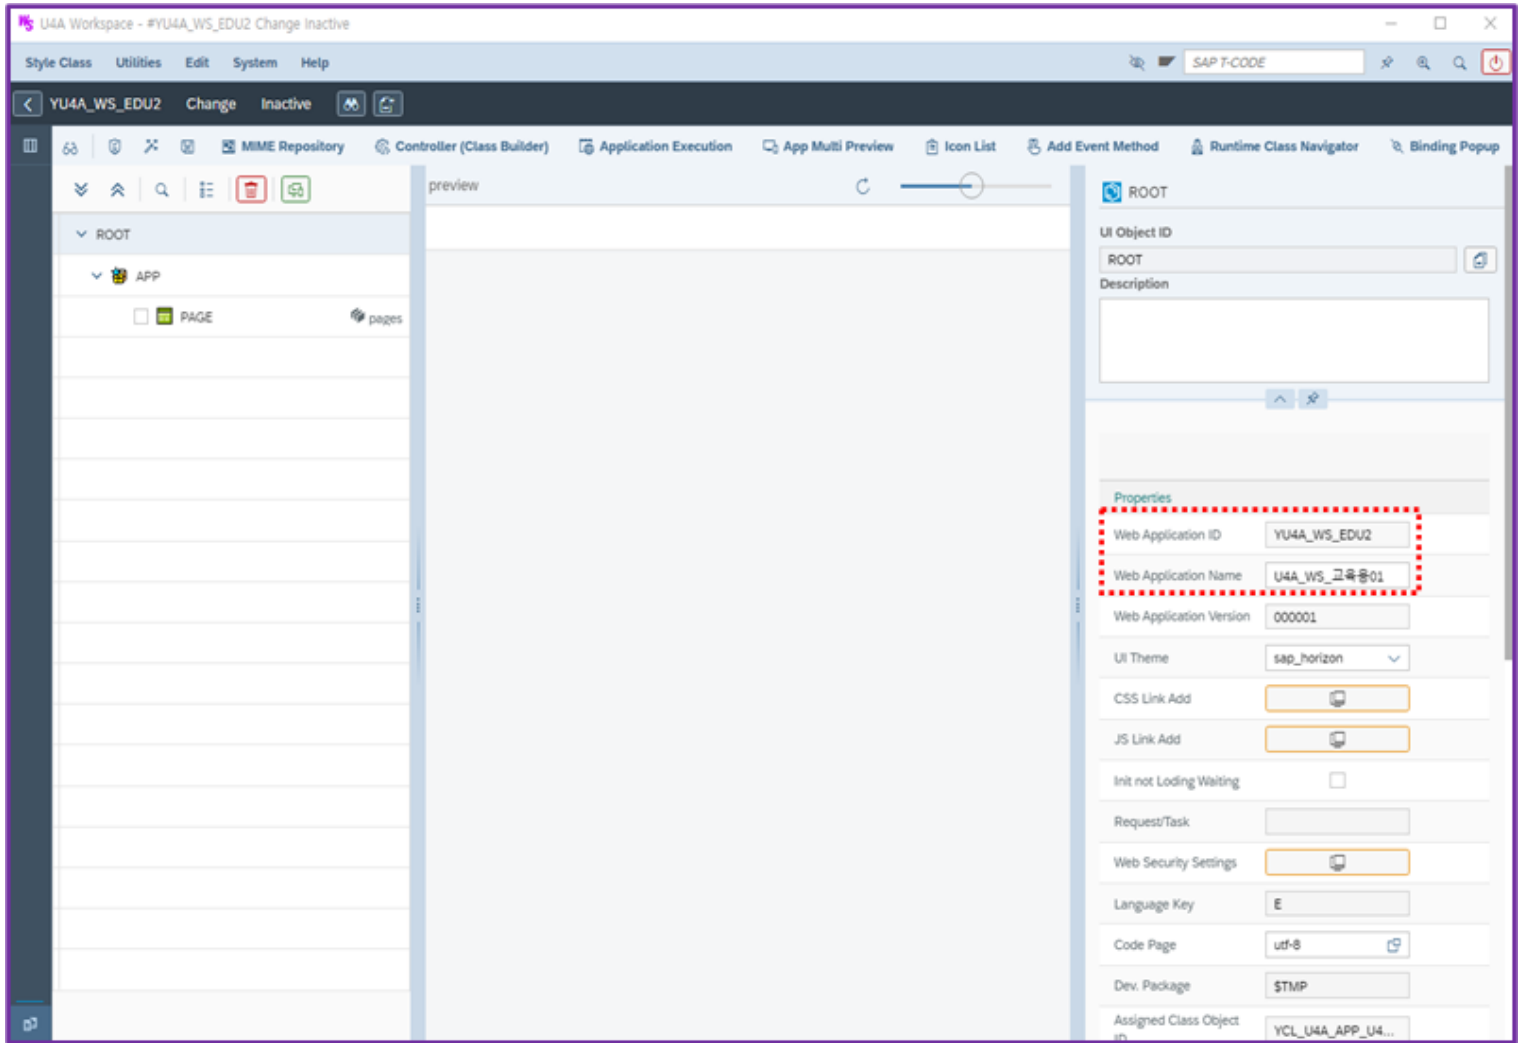 U4A Workspace - #YU4A_WS_EDU2 Change Inactive
Style Class Utilities Edit System Help SAP T-CODE
YU4A_WS_EDU2 Change Inactive
MIME Repository Controller (Class Builder) Application Execution App Multi Preview Icon List Add Event Method Runtime Class Navigator Binding Popup
preview
ROOT
APP
PAGE pages
ROOT
UI Object ID
ROOT
Description
Properties
Web Application ID YU4A_WS_EDU2
Web Application Name U4A_WS_교육용01
Web Application Version 000001
UI Theme sap_horizon
CSS Link Add
JS Link Add
Init not Loding Waiting
Request/Task
Web Security Settings
Language Key E
Code Page utf-8
Dev. Package $TMP
Assigned Class Object
ID YCL_U4A_APP_U4...